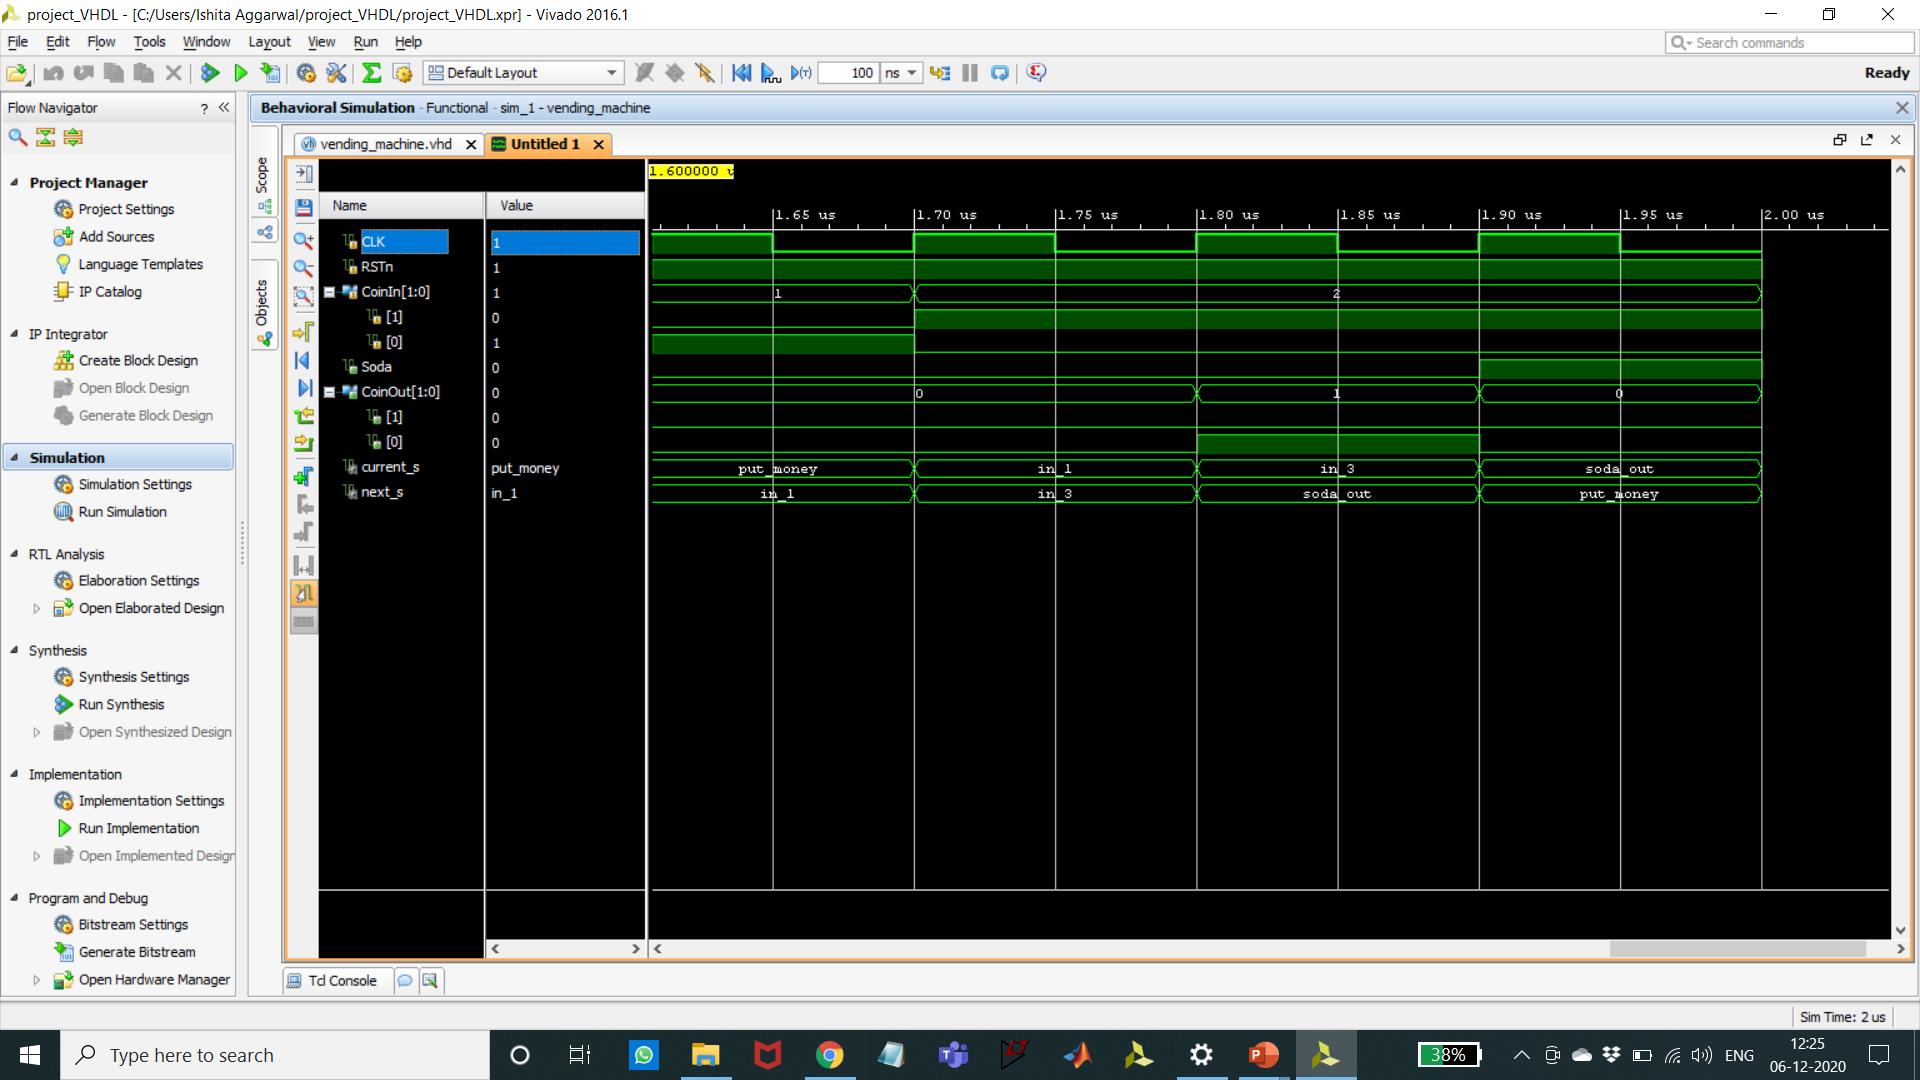 project_VHDL - [C:/Users/Ishita Aggarwal/project_VHDL/project_VHDL.xpr] - Vivado 2016.1
File Edit Flow Tools Window Layout View Run Help
Search commands
Default Layout
100 ns
Ready
Flow Navigator
Behavioral Simulation - Functional - sim_1 - vending_machine
vending_machine.vhd
Untitled 1
Project Manager
Project Settings
Add Sources
Language Templates
IP Catalog
IP Integrator
Create Block Design
Open Block Design
Generate Block Design
Simulation
Simulation Settings
Run Simulation
RTL Analysis
Elaboration Settings
Open Elaborated Design
Synthesis
Synthesis Settings
Run Synthesis
Open Synthesized Design
Implementation
Implementation Settings
Run Implementation
Open Implemented Design
Program and Debug
Bitstream Settings
Generate Bitstream
Open Hardware Manager
Scope
Objects
Name Value
CLK 1
RSTn 1
CoinIn[1:0] 1
[1] 0
[0] 1
Soda 0
CoinOut[1:0] 0
[1] 0
[0] 0
current_s put_money
next_s in_1
1.600000 u
1.65 us 1.70 us 1.75 us 1.80 us 1.85 us 1.90 us 1.95 us 2.00 us
1 2
0 1 0
put_money in_1 in_3 soda_out
in_1 in_3 soda_out put_money
Tcl Console
Sim Time: 2 us
Type here to search
38%
ENG
12:25
06-12-2020